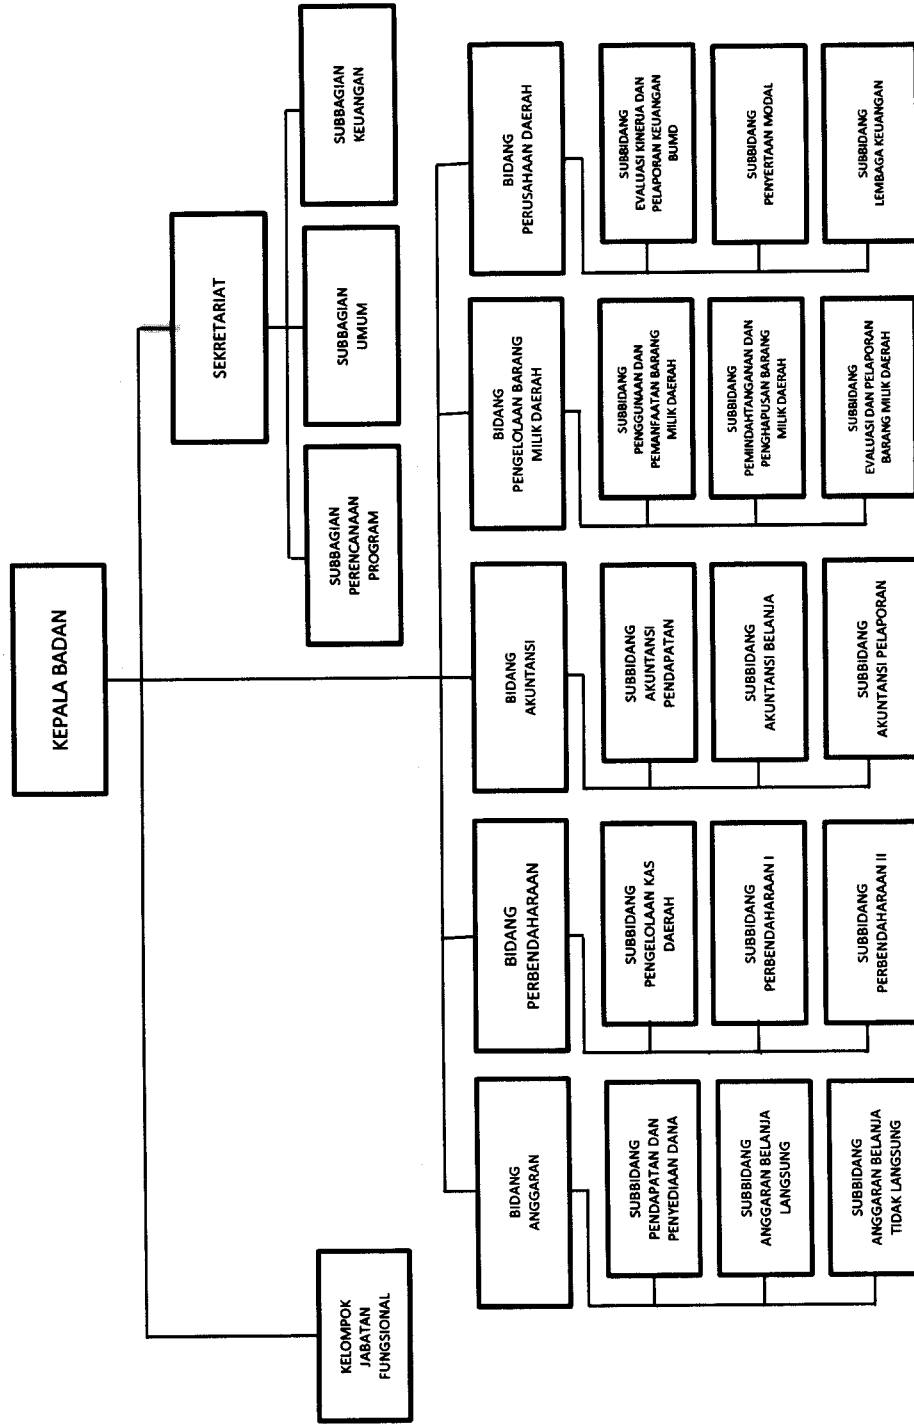 KEPALA BADAN
SEKRETARIAT
KELOMPOK
JABATAN
FUNGSIONAL
SUBBAGIAN
PERENCANAAN
PROGRAM
SUBBAGIAN
UMUM
SUBBAGIAN
KEUANGAN
BIDANG
ANGGARAN
BIDANG
PERBENDAHARAAN
BIDANG
AKUNTANSI
BIDANG
PENGELOLAN BARANG
MILIK DAERAH
BIDANG
PERUSAHAAN DAERAH
SUBBIDANG
PENDAPATAN DAN
PENYEDIAAN DANA
SUBBIDANG
PENGELOLAAN KAS
DAERAH
SUBBIDANG
AKUNTANSI
PENDAPATAN
SUBBIDANG
PENGGUNAAN DAN
PEMANFAATAN BARANG
MILIK DAERAH
SUBBIDANG
EVALUASI KINERJA DAN
PELAPORAN KEUANGAN
BUMD
SUBBIDANG
ANGGARAN BELANJA
LANGSUNG
SUBBIDANG
PERBENDAHARAAN I
SUBBIDANG
AKUNTANSI BELANJA
SUBBIDANG
PEMINDAHTANGANAN DAN
PENGHAPUSAN BARANG
MILIK DAERAH
SUBBIDANG
PENYERTAAN MODAL
SUBBIDANG
ANGGARAN BELANJA
TIDAK LANGSUNG
SUBBIDANG
PERBENDAHARAAN II
SUBBIDANG
AKUNTANSI PELAPORAN
SUBBIDANG
EVALUASI DAN PELAPORAN
BARANG MILIK DAERAH
SUBBIDANG
LEMBAGA KEUANGAN